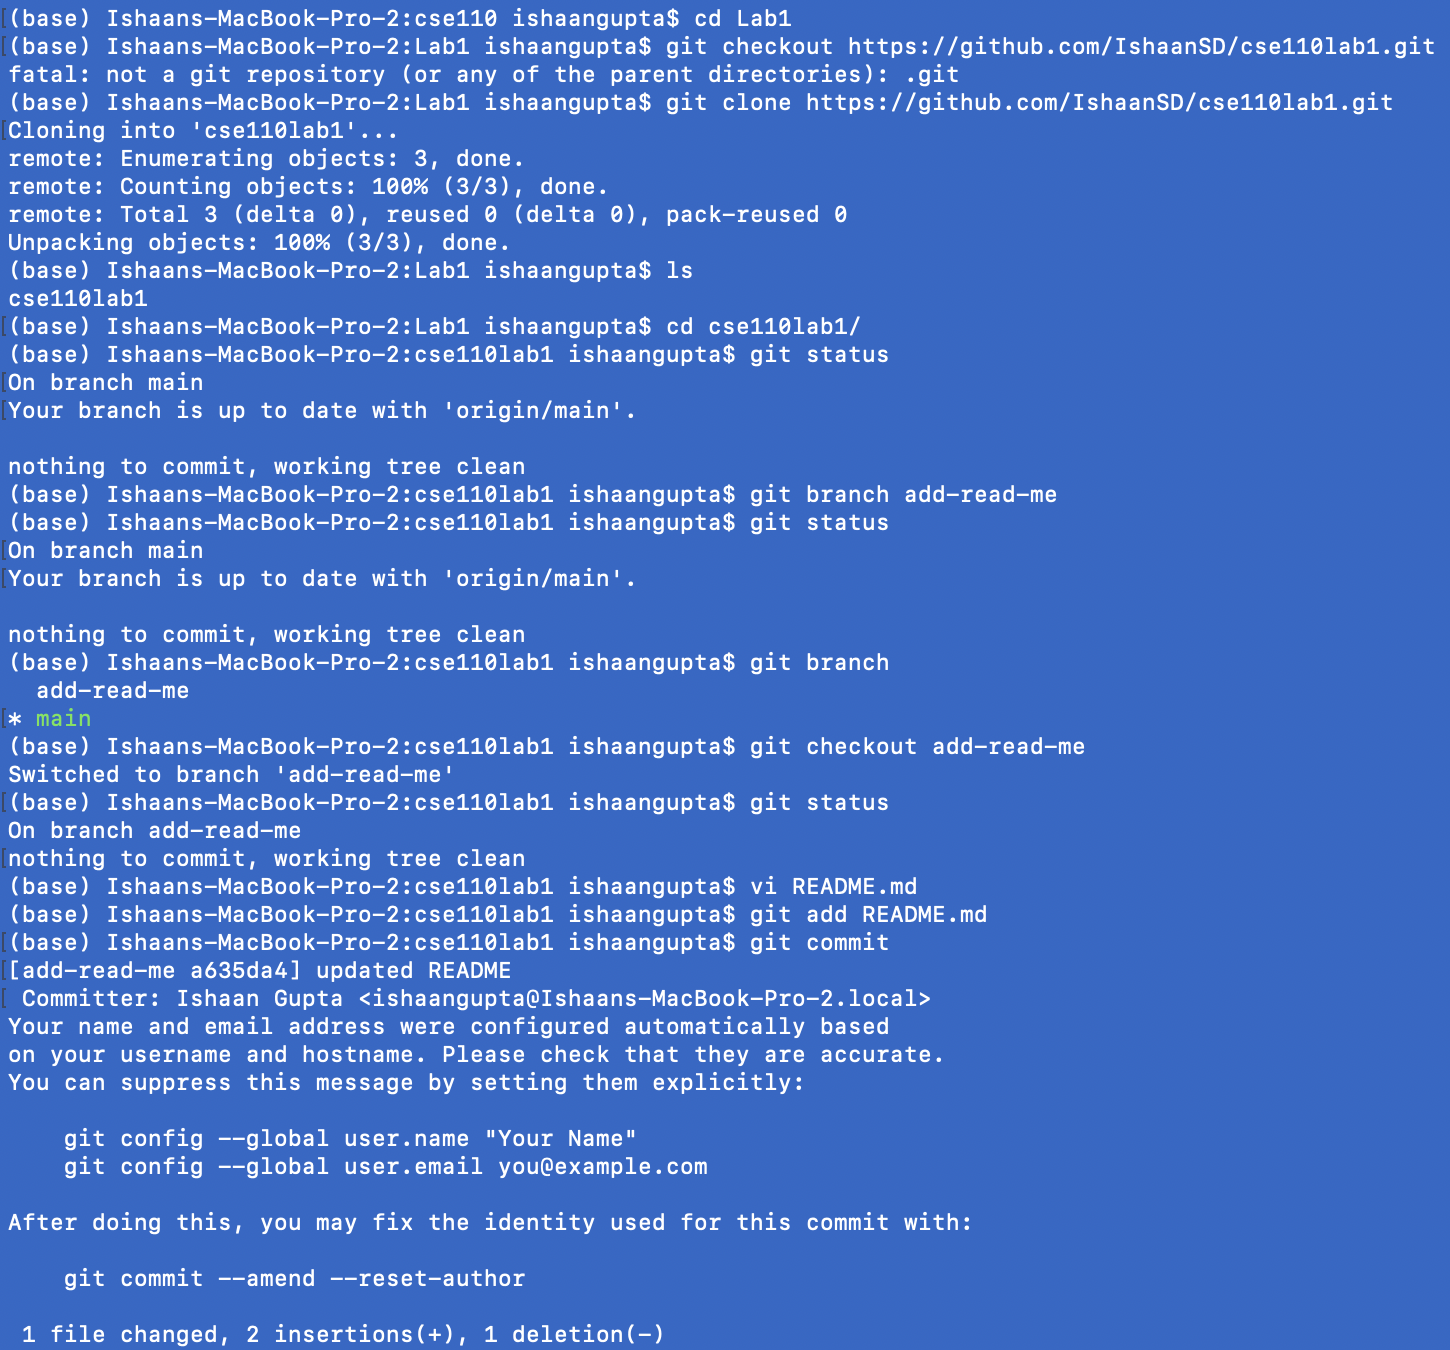 (base) Ishaans-MacBook-Pro-2:cse110 ishaangupta$ cd Lab1
(base) Ishaans-MacBook-Pro-2:Lab1 ishaangupta$ git checkout https://github.com/IshaanSD/cse110lab1.git
fatal: not a git repository (or any of the parent directories): .git
(base) Ishaans-MacBook-Pro-2:Lab1 ishaangupta$ git clone https://github.com/IshaanSD/cse110lab1.git
Cloning into 'cse110lab1'...
remote: Enumerating objects: 3, done.
remote: Counting objects: 100% (3/3), done.
remote: Total 3 (delta 0), reused 0 (delta 0), pack-reused 0
Unpacking objects: 100% (3/3), done.
(base) Ishaans-MacBook-Pro-2:Lab1 ishaangupta$ ls
cse110lab1
(base) Ishaans-MacBook-Pro-2:Lab1 ishaangupta$ cd cse110lab1/
(base) Ishaans-MacBook-Pro-2:cse110lab1 ishaangupta$ git status
On branch main
Your branch is up to date with 'origin/main'.

nothing to commit, working tree clean
(base) Ishaans-MacBook-Pro-2:cse110lab1 ishaangupta$ git branch add-read-me
(base) Ishaans-MacBook-Pro-2:cse110lab1 ishaangupta$ git status
On branch main
Your branch is up to date with 'origin/main'.

nothing to commit, working tree clean
(base) Ishaans-MacBook-Pro-2:cse110lab1 ishaangupta$ git branch
  add-read-me
* main
(base) Ishaans-MacBook-Pro-2:cse110lab1 ishaangupta$ git checkout add-read-me
Switched to branch 'add-read-me'
(base) Ishaans-MacBook-Pro-2:cse110lab1 ishaangupta$ git status
On branch add-read-me
nothing to commit, working tree clean
(base) Ishaans-MacBook-Pro-2:cse110lab1 ishaangupta$ vi README.md
(base) Ishaans-MacBook-Pro-2:cse110lab1 ishaangupta$ git add README.md
(base) Ishaans-MacBook-Pro-2:cse110lab1 ishaangupta$ git commit
[add-read-me a635da4] updated README
 Committer: Ishaan Gupta <ishaangupta@Ishaans-MacBook-Pro-2.local>
Your name and email address were configured automatically based
on your username and hostname. Please check that they are accurate.
You can suppress this message by setting them explicitly:

    git config --global user.name "Your Name"
    git config --global user.email you@example.com

After doing this, you may fix the identity used for this commit with:

    git commit --amend --reset-author

 1 file changed, 2 insertions(+), 1 deletion(-)